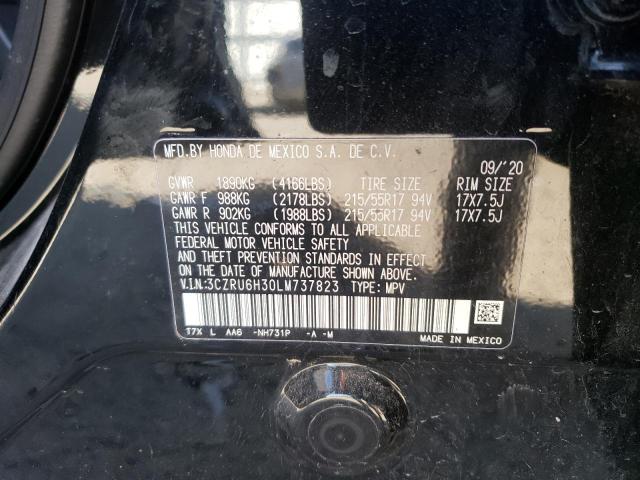 MFD.BY HONDA DE MEXICO S.A. DE C.V.
09/'20
GVWR 1890KG (4166LBS) TIRE SIZE RIM SIZE
GAWR F 988KG (2178LBS) 215/55R17 94V 17X7.5J
GAWR R 902KG (1988LBS) 215/55R17 94V 17X7.5J
THIS VEHICLE CONFORMS TO ALL APPLICABLE
FEDERAL MOTOR VEHICLE SAFETY
AND THEFT PREVENTION STANDARDS IN EFFECT
ON THE DATE OF MANUFACTURE SHOWN ABOVE.
V.I.N:3CZRU6H30LM737823 TYPE: MPV
T7X L AA6 -NH731P -A -M MADE IN MEXICO